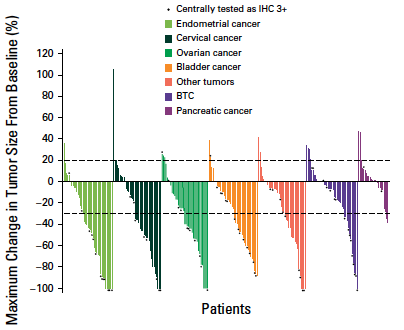 Centrally tested as IHC 3+
Endometrial cancer
Cervical cancer
Ovarian cancer
Bladder cancer
Other tumors
BTC
Pancreatic cancer
Maximum Change in Tumor Size From Baseline (%)
120
100
80
60
40
20
0
−20
−40
−60
−80
−100
Patients